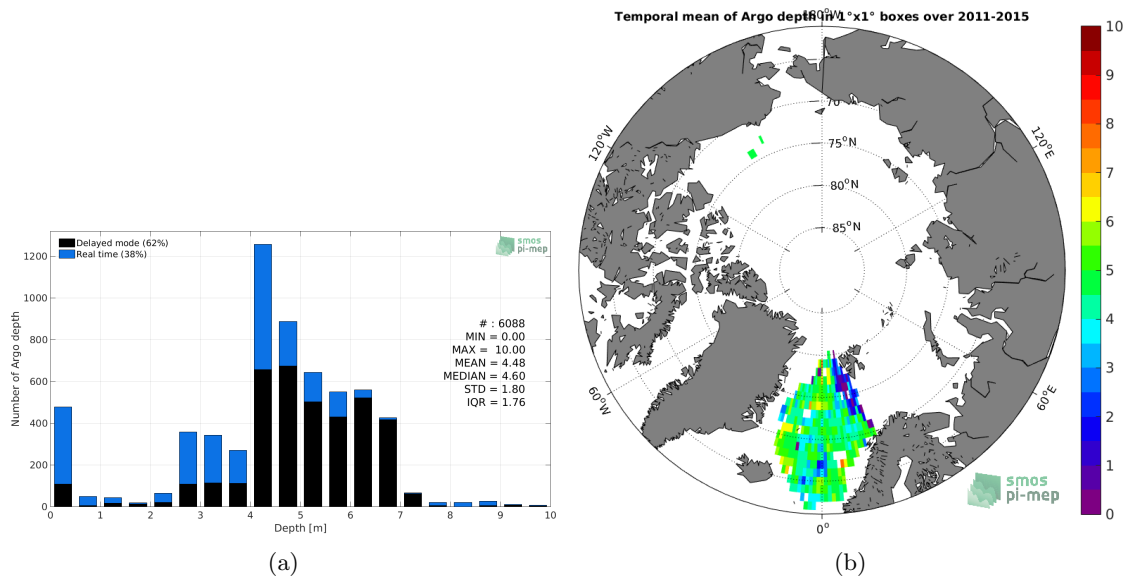 Delayed mode (62%)
Real time (38%)
smos
pi-mep
# : 6088
MIN = 0.00
MAX = 10.00
MEAN = 4.48
MEDIAN = 4.60
STD = 1.80
IQR = 1.76
Number of Argo depth
1200
1000
800
600
400
200
0
0 1 2 3 4 5 6 7 8 9 10
Depth [m]
(a)
Temporal mean of Argo depth in 1°x1° boxes over 2011-2015
180°W
120°W
120°E
60°W
60°E
0°
70
75°N
80°N
85°N
10
9
8
7
6
5
4
3
2
1
0
smos
pi-mep
(b)